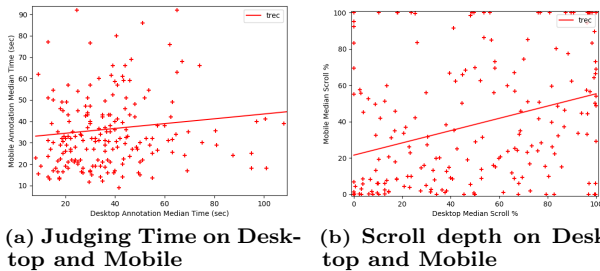 trec
Mobile Annotation Median Time (sec)
90
80
70
60
50
40
30
20
10
20 40 60 80 100
Desktop Annotation Median Time (sec)
(a) Judging Time on Desk-
top and Mobile
trec
Mobile Median Scroll %
100
80
60
40
20
0
0 20 40 60 80 100
Desktop Median Scroll %
(b) Scroll depth on Desk
top and Mobile